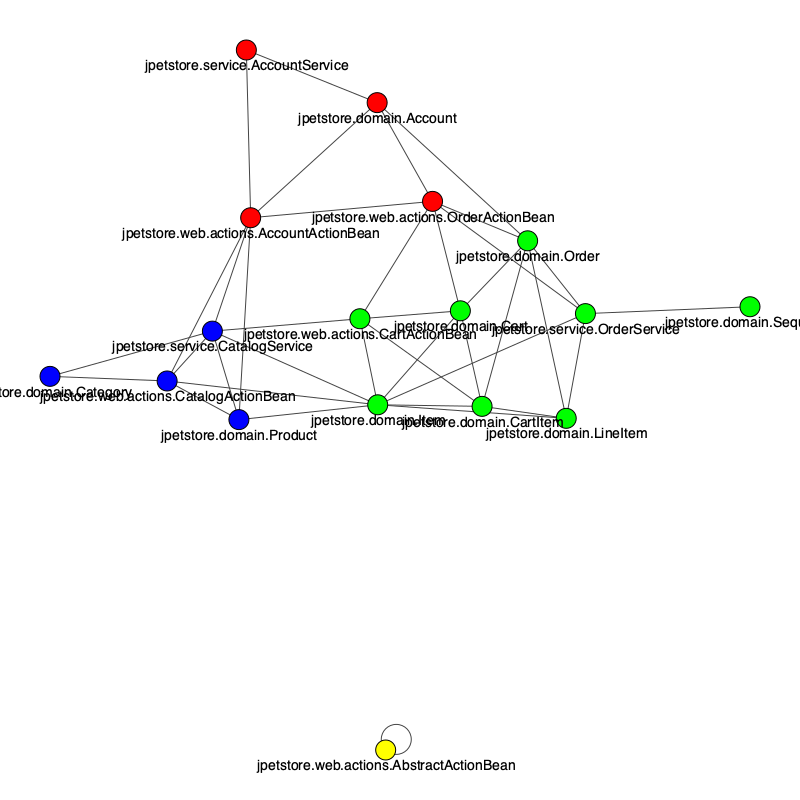 jpetstore.service.AccountService
jpetstore.domain.Account
jpetstore.web.actions.OrderActionBean
jpetstore.web.actions.AccountActionBean
jpetstore.domain.Order
jpetstore.domain.Sequ
jpetstore.domain.Cart
jpetstore.service.OrderService
jpetstore.web.actions.CartActionBean
jpetstore.service.CatalogService
tore.domain.Category
jpetstore.web.actions.CatalogActionBean
jpetstore.domain.Item
jpetstore.domain.CartItem
jpetstore.domain.LineItem
jpetstore.domain.Product
jpetstore.web.actions.AbstractActionBean